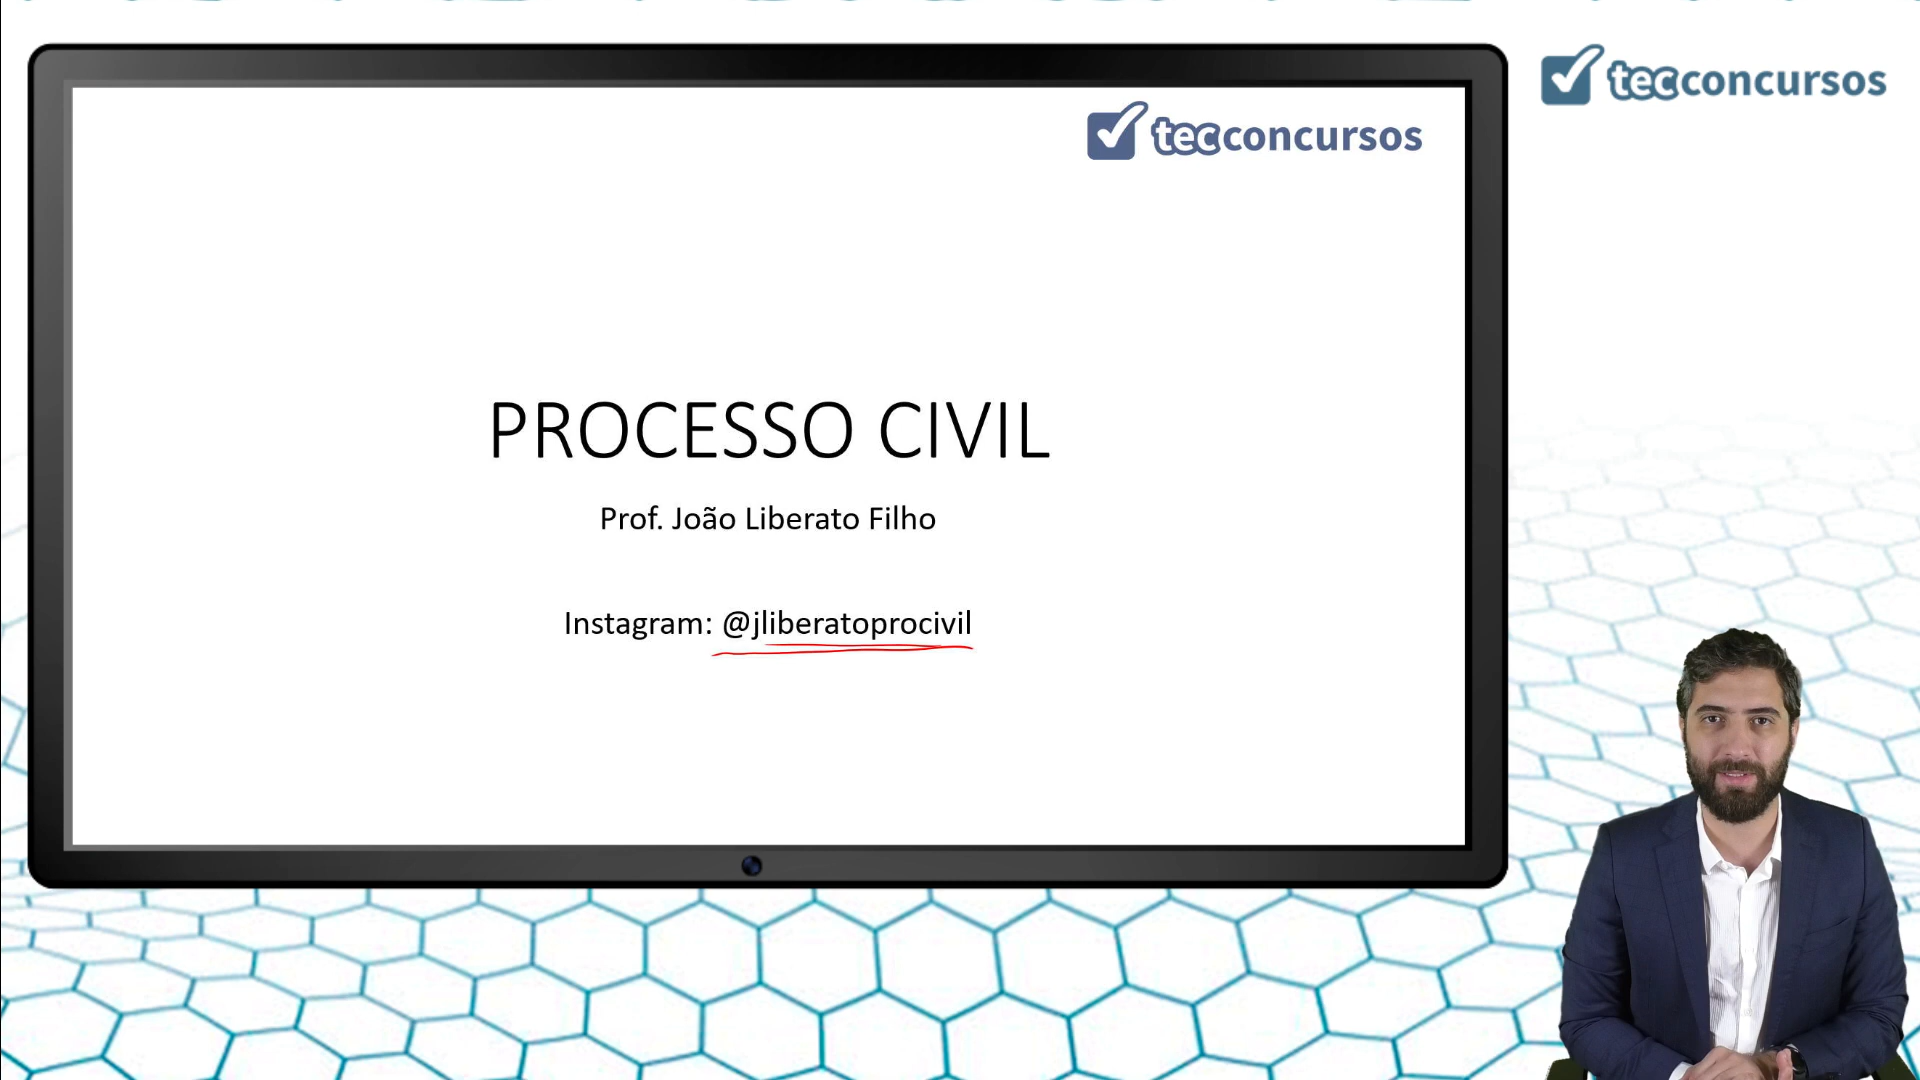 tecconcursos
tecconcursos
PROCESSO CIVIL
Prof. João Liberato Filho
Instagram: @jliberatoprocivil